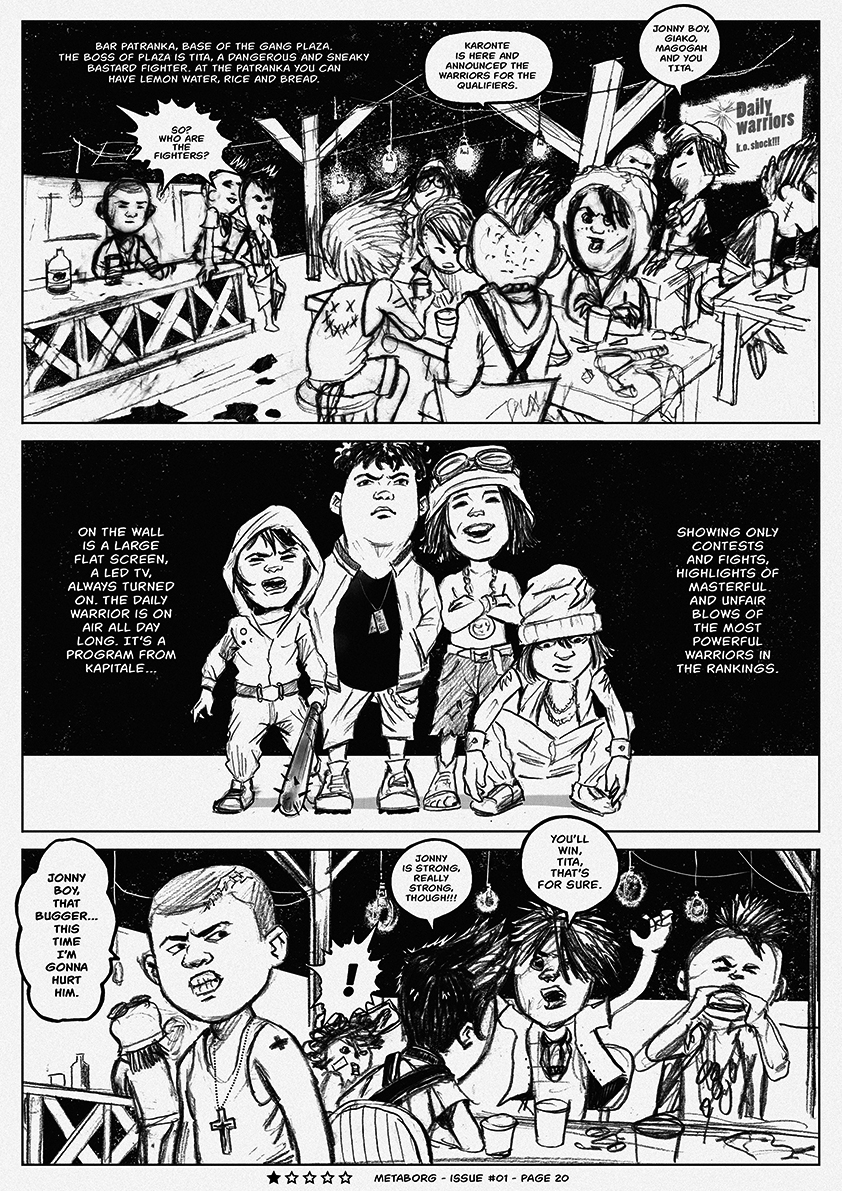 BAR PATRANKA, BASE OF THE GANG PLAZA.
THE BOSS OF PLAZA IS TITA, A DANGEROUS AND SNEAKY
BASTARD FIGHTER. AT THE PATRANKA YOU CAN
HAVE LEMON WATER, RICE AND BREAD.
SO?
WHO ARE
THE
FIGHTERS?
KARONTE
IS HERE AND
ANNOUNCED THE
WARRIORS FOR THE
QUALIFIERS.
JONNY BOY,
GIAKO,
MAGOGAH
AND YOU
TITA.
Daily
Warriors
k.o. shock!!!
ON THE WALL
IS A LARGE
FLAT SCREEN,
A LED TV,
ALWAYS TURNED
ON. THE DAILY
WARRIOR IS ON
AIR ALL DAY
LONG. IT'S A
PROGRAM FROM
KAPITALE...
SHOWING ONLY
CONTESTS
AND FIGHTS,
HIGHLIGHTS OF
MASTERFUL
AND UNFAIR
BLOWS OF
THE MOST
POWERFUL
WARRIORS IN
THE RANKINGS.
JONNY
BOY,
THAT
BUGGER...
THIS
TIME
I'M
GONNA
HURT
HIM.
!
JONNY
IS STRONG,
REALLY
STRONG,
THOUGH!!!
YOU'LL
WIN,
TITA,
THAT'S
FOR SURE.
METABORG - ISSUE #01 - PAGE 20